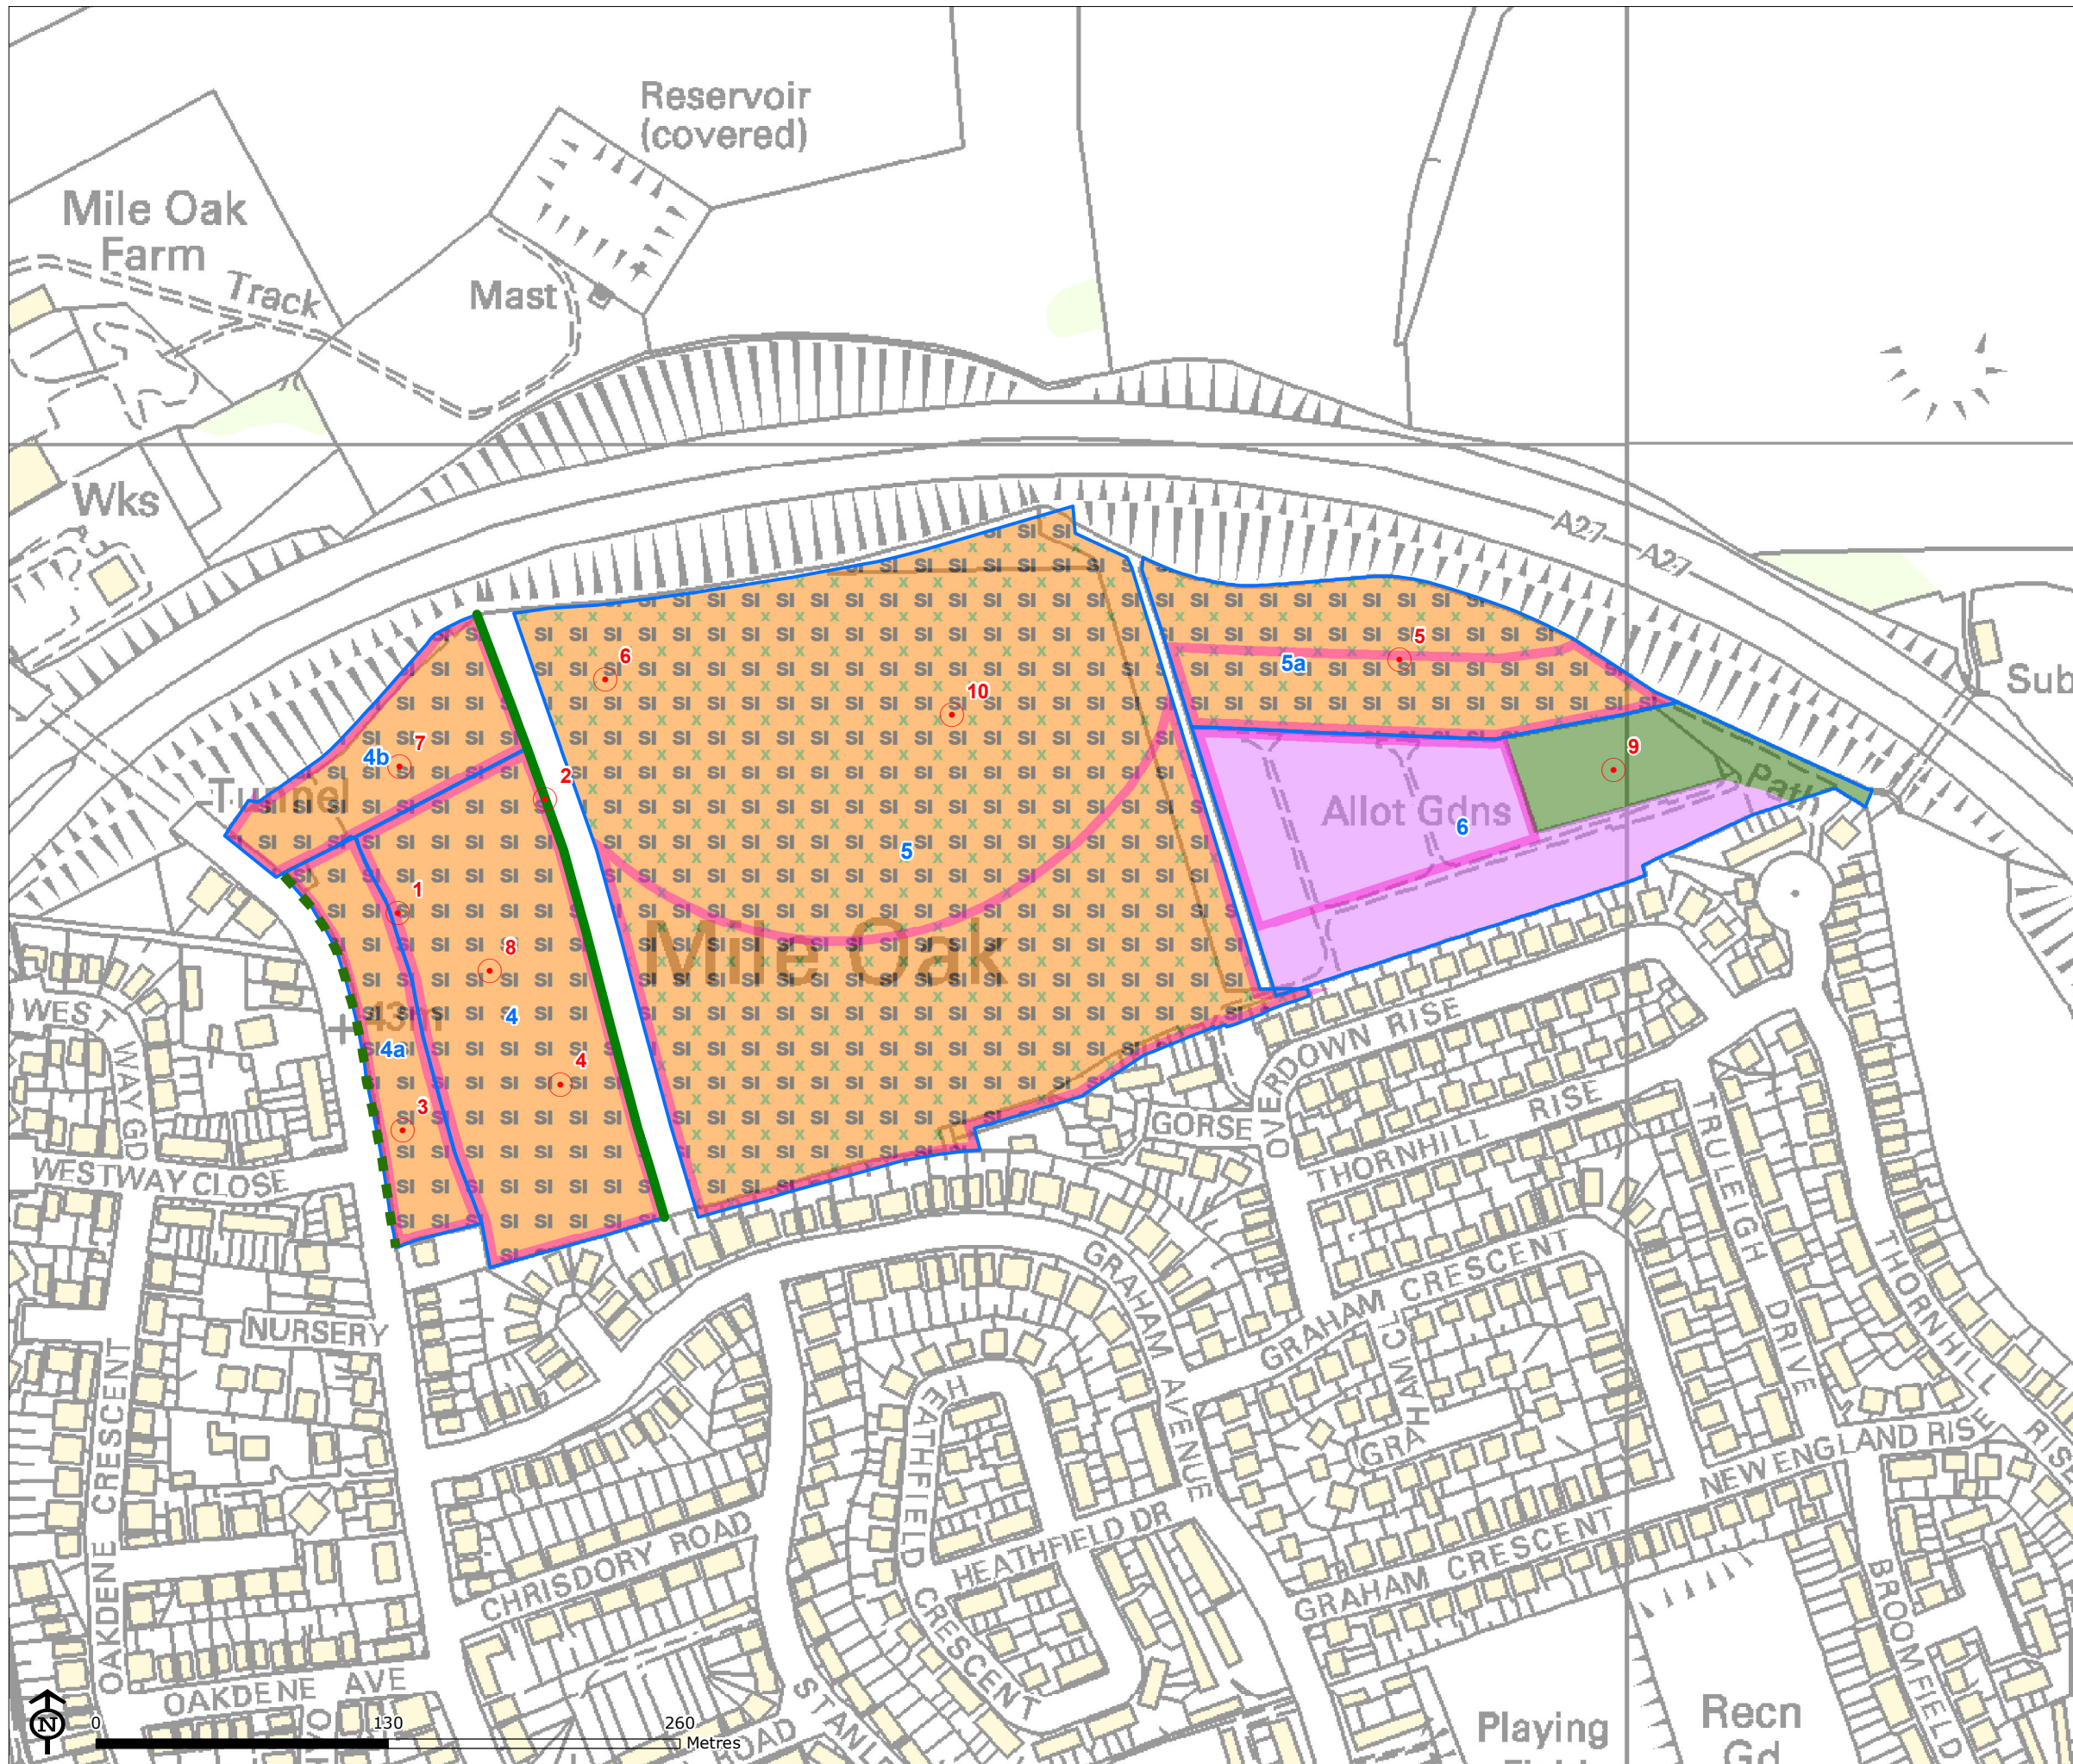 Reservoir
(covered)
Mile Oak
Farm
Track
Mast
Wks
A27
A27
Sub
SI
x
6
10
5
5a
7
4b
2
9
Tunnel
Path
Allot Gdns
6
5
1
8
Mile Oak
4
43m
4a
4
3
WEST
WAY GD
WESTWAY CLOSE
OVERDOWN RISE
GORSE
THORNHILL RISE
TRULEIGH DRIVE
THORNHILL RISE
GRAHAM AVENUE
GRAHAM CRESCENT
GRAHAM CL
GRAHAM
NURSERY
OAKDENE CRESCENT
HEATHFIELD CRESCENT
HEATHFIELD DR
NEW ENGLAND RISE
GRAHAM CRESCENT
CHRISDORY ROAD
BROOMFIELD
OAKDENE AVE
STANLE
ROAD
Playing
Recn
Gd
N
0 130 260
Metres